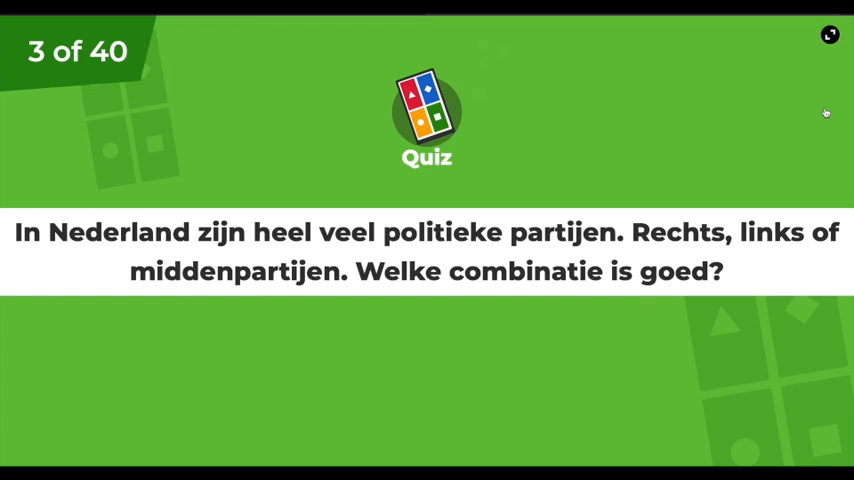 3 of 40
Quiz
In Nederland zijn heel veel politieke partijen. Rechts, links of
middenpartijen. Welke combinatie is goed?